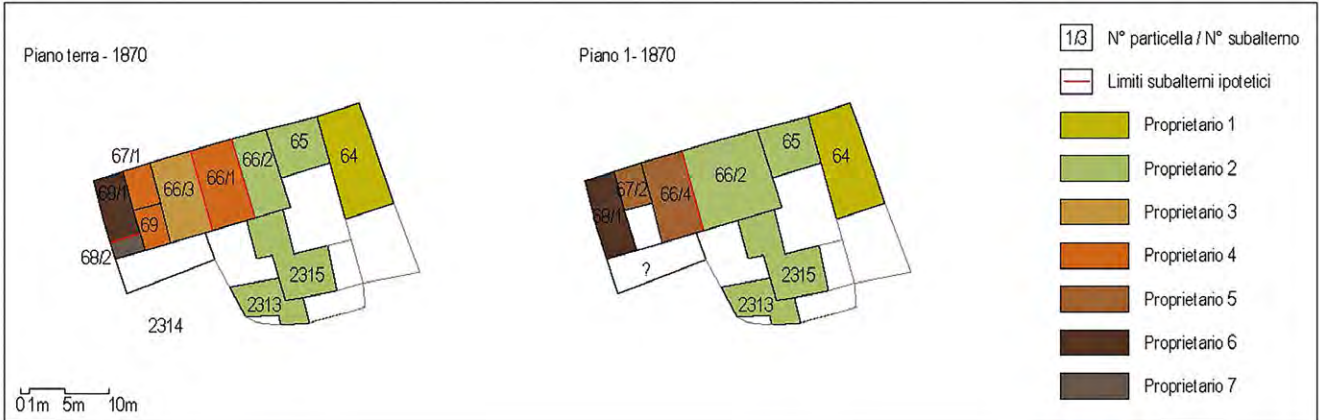 Piano terra - 1870
67/1
68/1
69
66/3
66/1
66/2
65
64
68/2
2315
2313
2314
0 1m 5m 10m
Piano 1- 1870
68/1
67/2
66/4
66/2
65
64
?
2315
2313
1/3 N° particella / N° subalterno
Limiti subalterni ipotetici
Proprietario 1
Proprietario 2
Proprietario 3
Proprietario 4
Proprietario 5
Proprietario 6
Proprietario 7